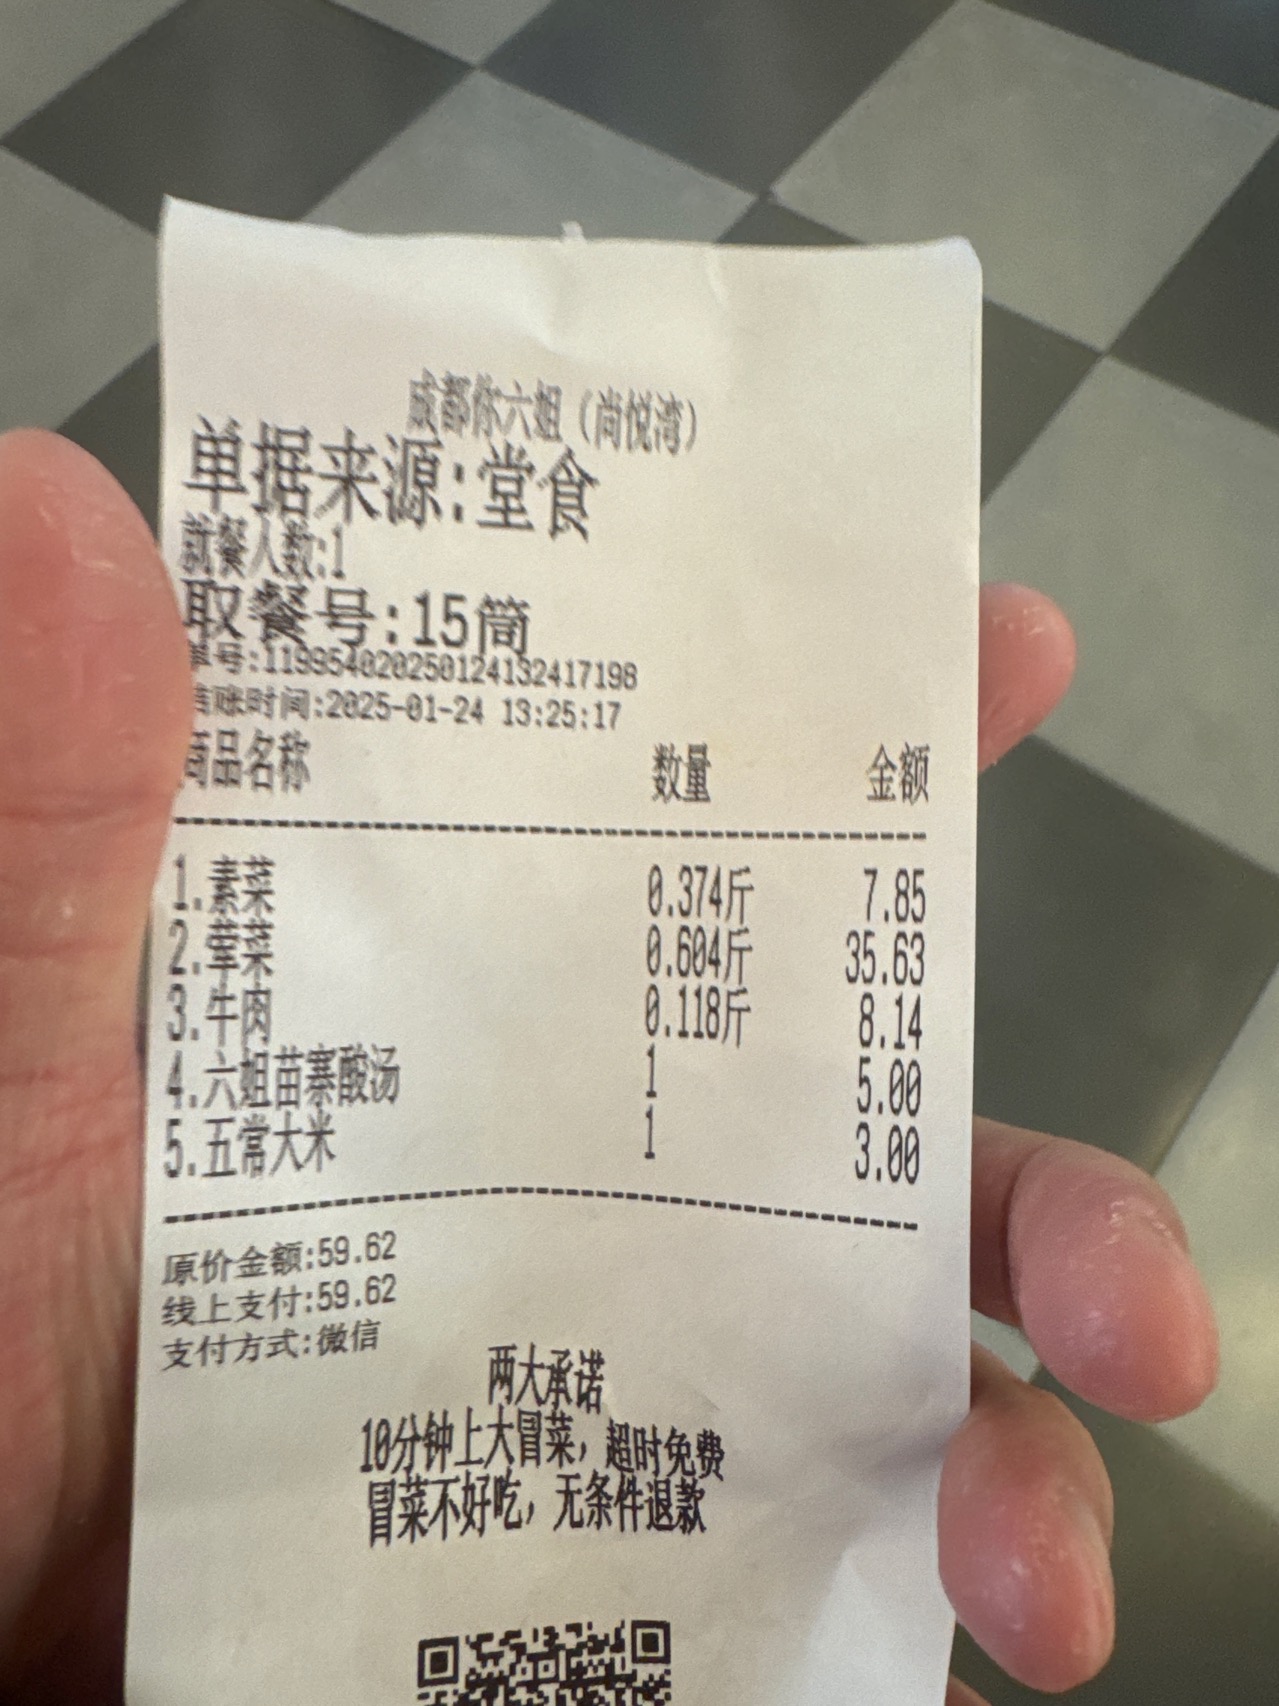 成都你六姐（尚悦湾）
单据来源:堂食
就餐人数:1
取餐号:15筒
单号:119954020250124132417198
结账时间:2025-01-24 13:25:17
商品名称 数量 金额
1.素菜 0.374斤 7.85
2.荤菜 0.604斤 35.63
3.牛肉 0.118斤 8.14
4.六姐苗寨酸汤 1 5.00
5.五常大米 1 3.00
原价金额:59.62
线上支付:59.62
支付方式:微信
两大承诺
10分钟上大冒菜，超时免费
冒菜不好吃，无条件退款